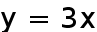 y = 3x